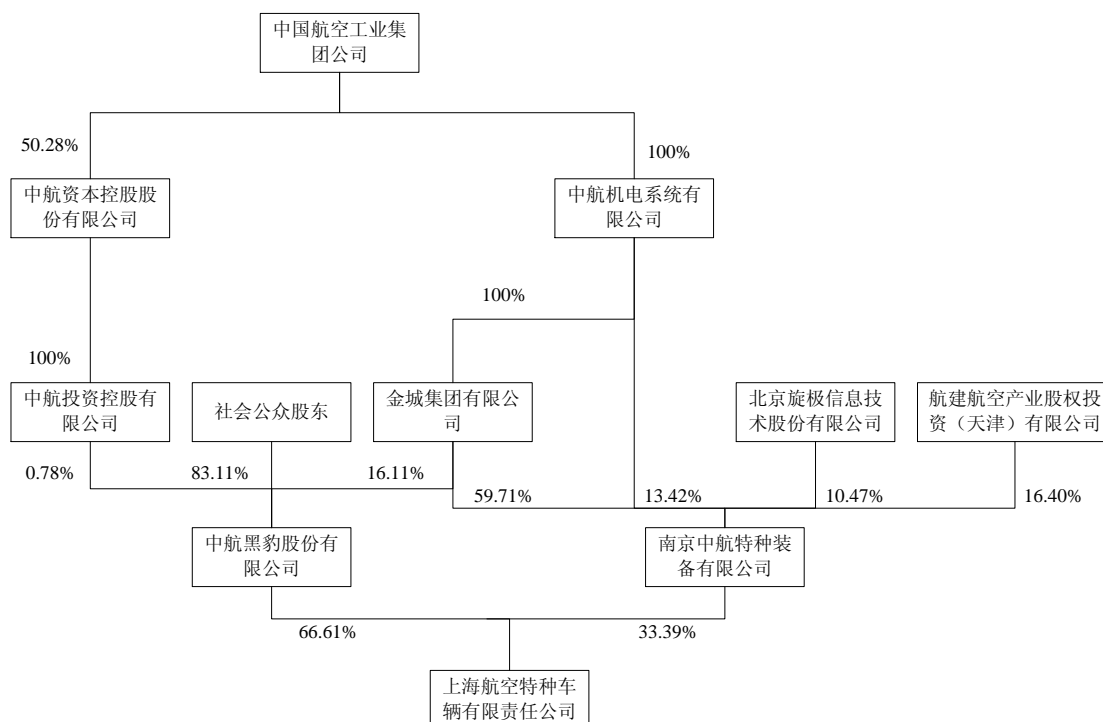 中国航空工业集
团公司
50.28%
100%
中航资本控股股
份有限公司
中航机电系统有
限公司
100%
100%
中航投资控股有
限公司
社会公众股东
金城集团有限公
司
北京旋极信息技
术股份有限公司
航建航空产业股权投
资（天津）有限公司
0.78%
83.11%
16.11%
59.71%
13.42%
10.47%
16.40%
中航黑豹股份有
限公司
南京中航特种装
备有限公司
66.61%
33.39%
上海航空特种车
辆有限责任公司